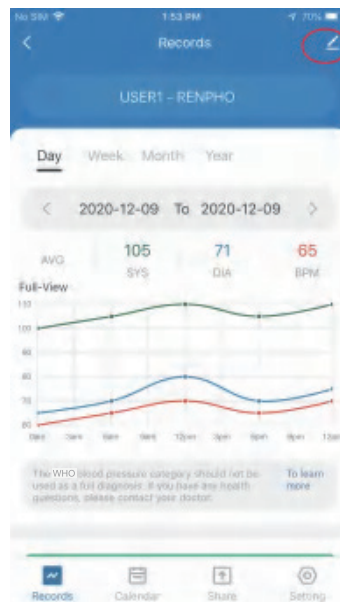 No SIM 1:53 PM 70%
Records
USER1 - RENPHO
Day Week Month Year
2020-12-09 To 2020-12-09
AVG 105 71 65
SYS DIA BPM
Full-View
110
100
90
80
70
60
0am 3am 6am 9am 12pm 3pm 6pm 9pm 12am
The WHO blood pressure category should not be To learn
used as a full diagnosis. If you have any health more
questions, please contact your doctor.
Records Calendar Share Setting